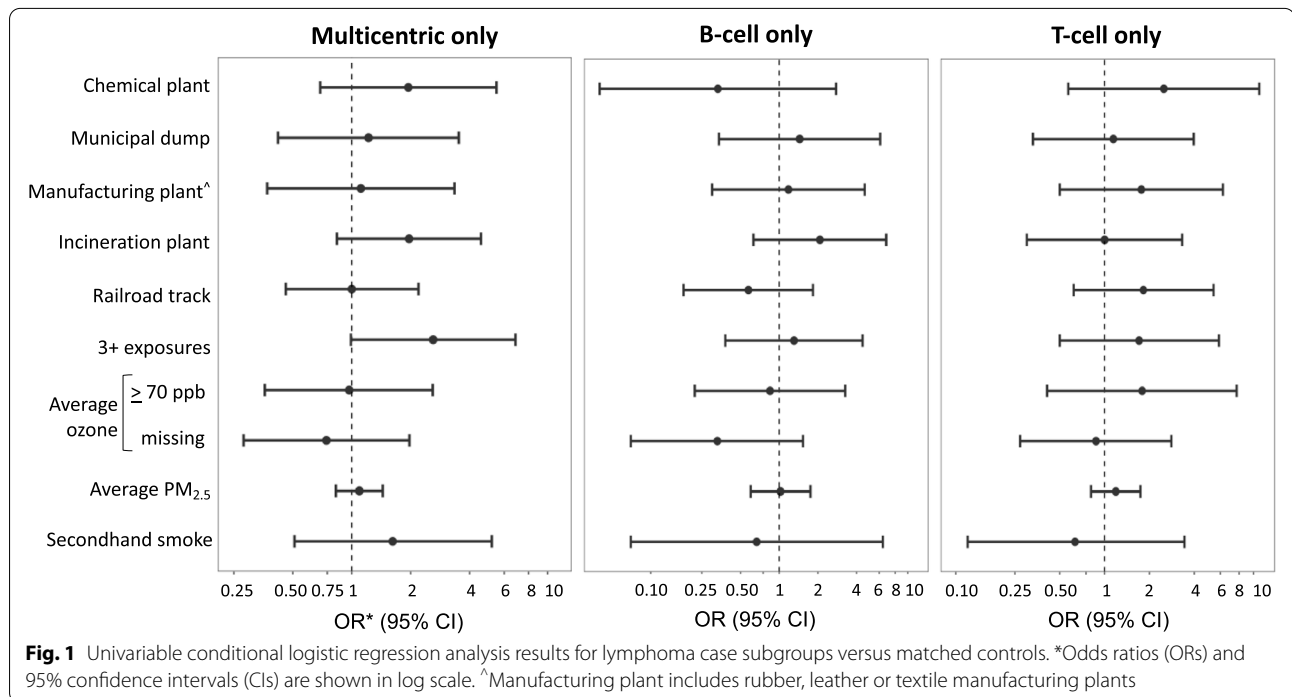 Multicentric only
B-cell only
T-cell only
Chemical plant
Municipal dump
Manufacturing plant^
Incineration plant
Railroad track
3+ exposures
Average ozone
≥ 70 ppb
missing
Average PM2.5
Secondhand smoke
0.25 0.50 0.75 1 2 4 6 8 10
0.10 0.25 0.50 1 2 4 6 8 10
0.10 0.25 0.50 1 2 4 6 8 10
OR* (95% CI)
OR (95% CI)
OR (95% CI)
Fig. 1 Univariable conditional logistic regression analysis results for lymphoma case subgroups versus matched controls. *Odds ratios (ORs) and
95% confidence intervals (CIs) are shown in log scale. ^Manufacturing plant includes rubber, leather or textile manufacturing plants